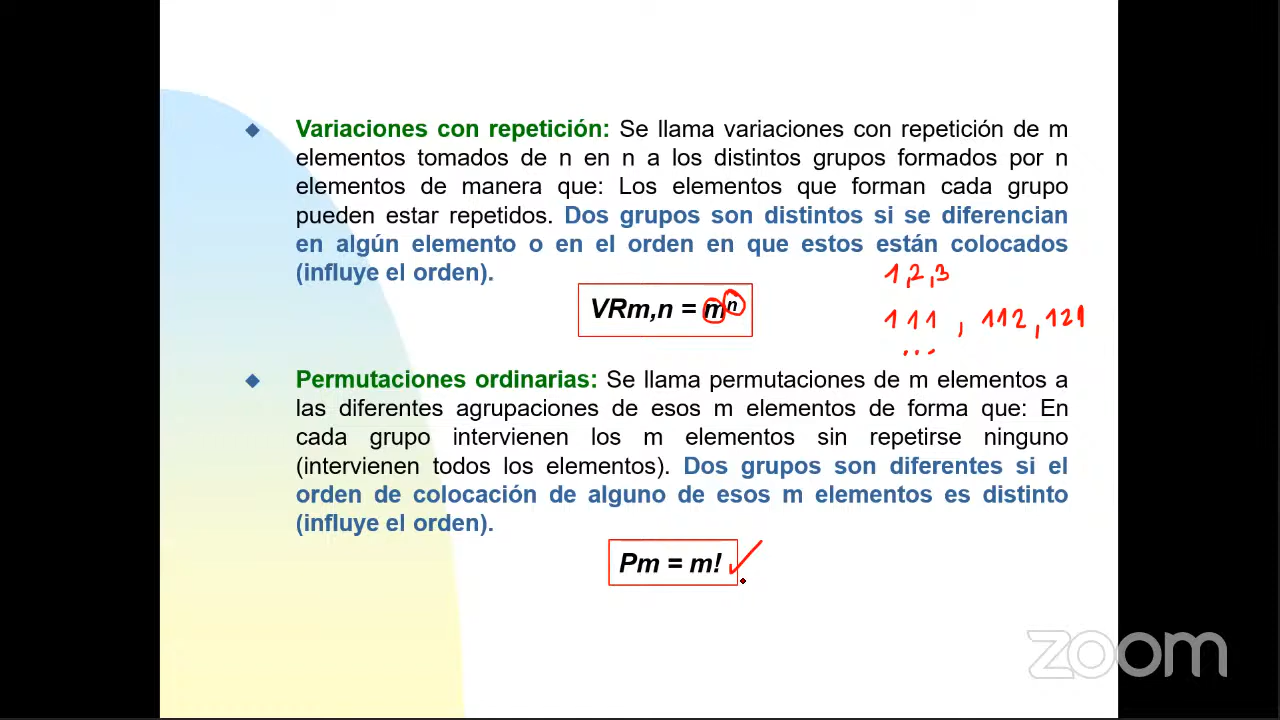 Variaciones con repetición: Se llama variaciones con repetición de m
elementos tomados de n en n a los distintos grupos formados por n
elementos de manera que: Los elementos que forman cada grupo
pueden estar repetidos. Dos grupos son distintos si se diferencian
en algún elemento o en el orden en que estos están colocados
(influye el orden).
1,2,3
VRm,n = mⁿ
111, 112, 121
...
Permutaciones ordinarias: Se llama permutaciones de m elementos a
las diferentes agrupaciones de esos m elementos de forma que: En
cada grupo intervienen los m elementos sin repetirse ninguno
(intervienen todos los elementos). Dos grupos son diferentes si el
orden de colocación de alguno de esos m elementos es distinto
(influye el orden).
Pm = m!
zoom